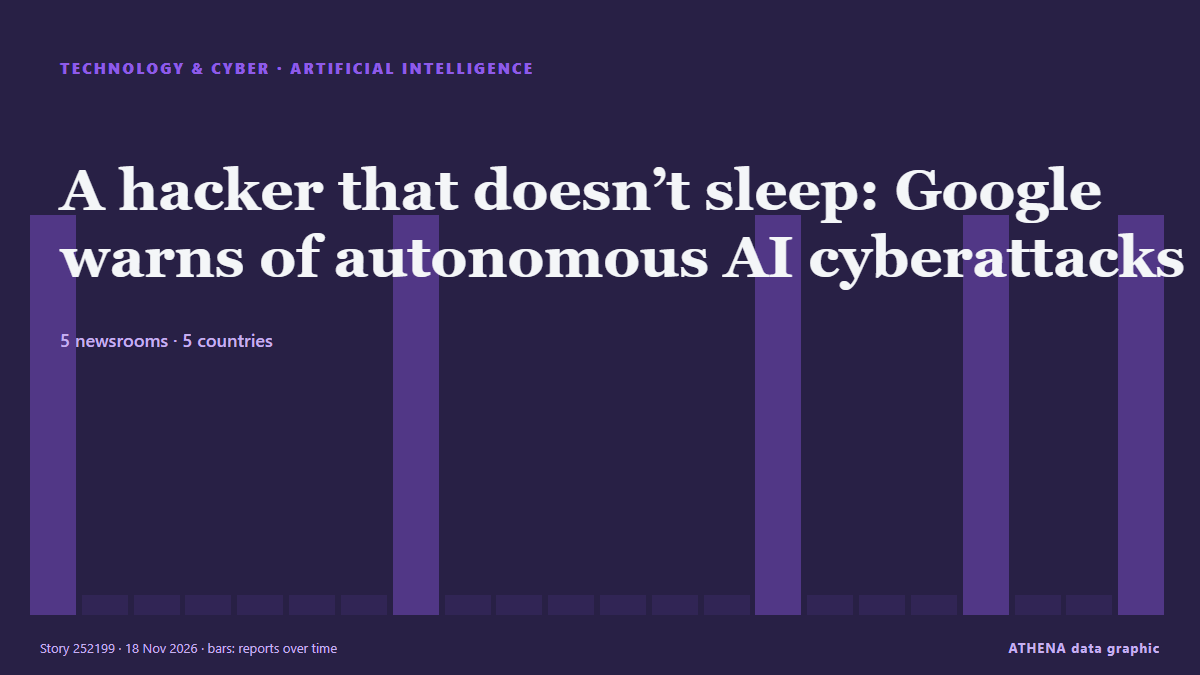 TECHNOLOGY & CYBER · ARTIFICIAL INTELLIGENCE
A hacker that doesn’t sleep: Google
warns of autonomous AI cyberattacks
5 newsrooms · 5 countries
Story 252199 · 18 Nov 2026 · bars: reports over time
ATHENA data graphic